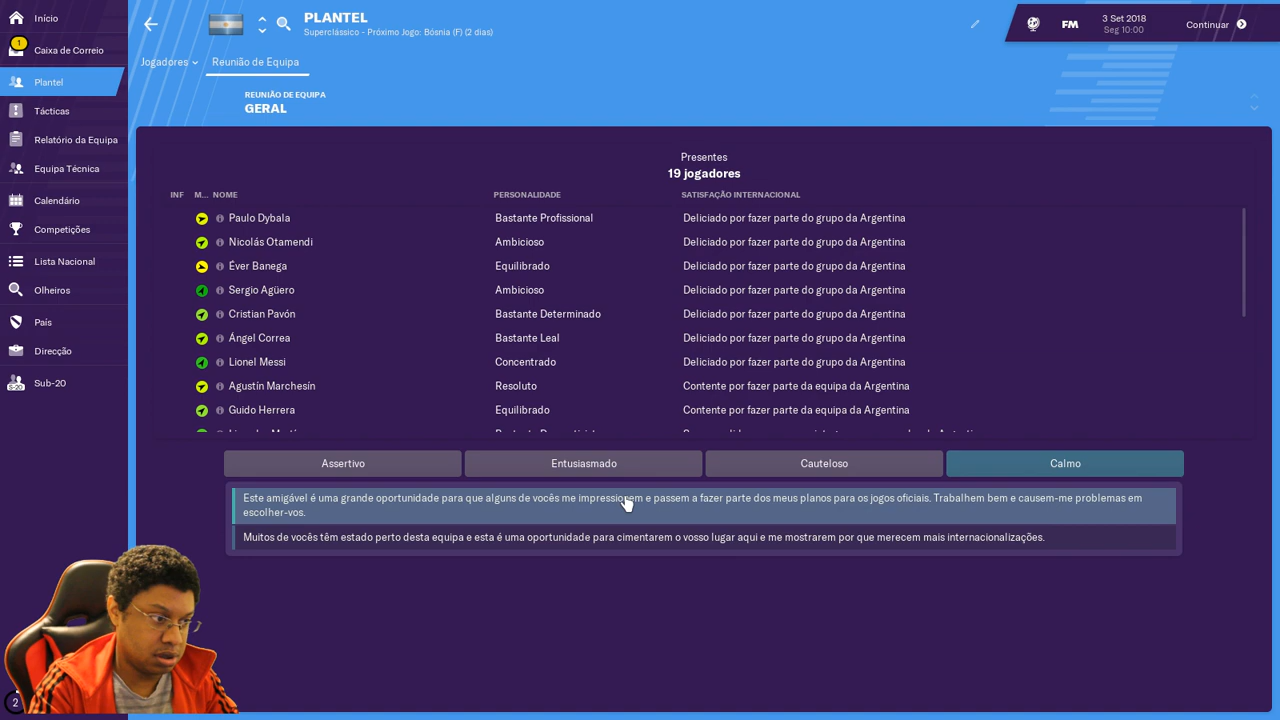 Início
1
Caixa de Correio
Plantel
Tácticas
Relatório da Equipa
Equipa Técnica
Calendário
Competições
Lista Nacional
Olheiros
País
Direcção
Sub-20
2
PLANTEL
Superclássico - Próximo Jogo: Bósnia (F) (2 dias)
FM
3 Set 2018
Seg 10:00
Continuar
Jogadores
Reunião de Equipa
REUNIÃO DE EQUIPA
GERAL
Presentes
19 jogadores
INF M... NOME PERSONALIDADE SATISFAÇÃO INTERNACIONAL
Paulo Dybala Bastante Profissional Deliciado por fazer parte do grupo da Argentina
Nicolás Otamendi Ambicioso Deliciado por fazer parte do grupo da Argentina
Éver Banega Equilibrado Deliciado por fazer parte do grupo da Argentina
Sergio Agüero Ambicioso Deliciado por fazer parte do grupo da Argentina
Cristian Pavón Bastante Determinado Deliciado por fazer parte do grupo da Argentina
Ángel Correa Bastante Leal Deliciado por fazer parte do grupo da Argentina
Lionel Messi Concentrado Deliciado por fazer parte do grupo da Argentina
Agustín Marchesín Resoluto Contente por fazer parte da equipa da Argentina
Guido Herrera Equilibrado Contente por fazer parte da equipa da Argentina
Assertivo Entusiasmado Cauteloso Calmo
Este amigável é uma grande oportunidade para que alguns de vocês me impressionem e passem a fazer parte dos meus planos para os jogos oficiais. Trabalhem bem e causem-me problemas em
escolher-vos.
Muitos de vocês têm estado perto desta equipa e esta é uma oportunidade para cimentarem o vosso lugar aqui e me mostrarem por que merecem mais internacionalizações.